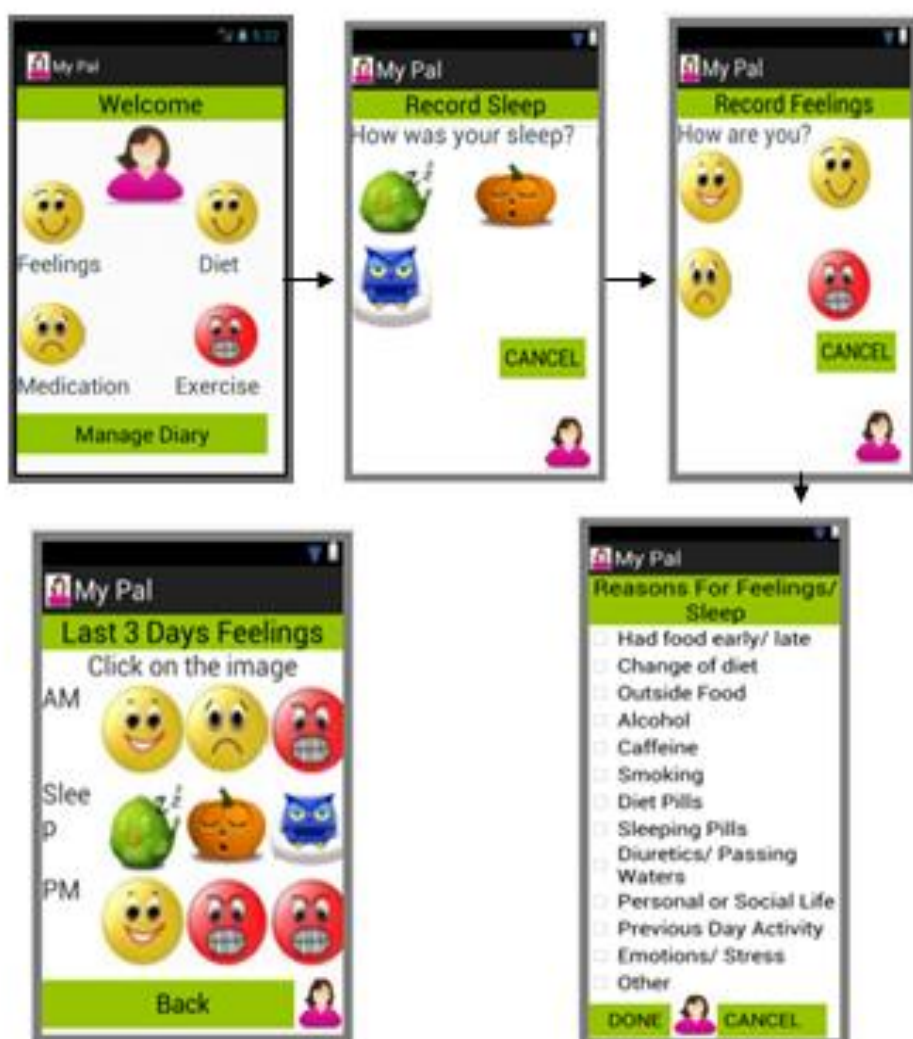 My Pal
Welcome
Feelings
Diet
Medication
Exercise
Manage Diary
My Pal
Record Sleep
How was your sleep?
CANCEL
My Pal
Record Feelings
How are you?
CANCEL
My Pal
Last 3 Days Feelings
Click on the image
AM
Slee
p
PM
Back
My Pal
Reasons For Feelings/
Sleep
Had food early/ late
Change of diet
Outside Food
Alcohol
Caffeine
Smoking
Diet Pills
Sleeping Pills
Diuretics/ Passing
Waters
Personal or Social Life
Previous Day Activity
Emotions/ Stress
Other
DONE
CANCEL